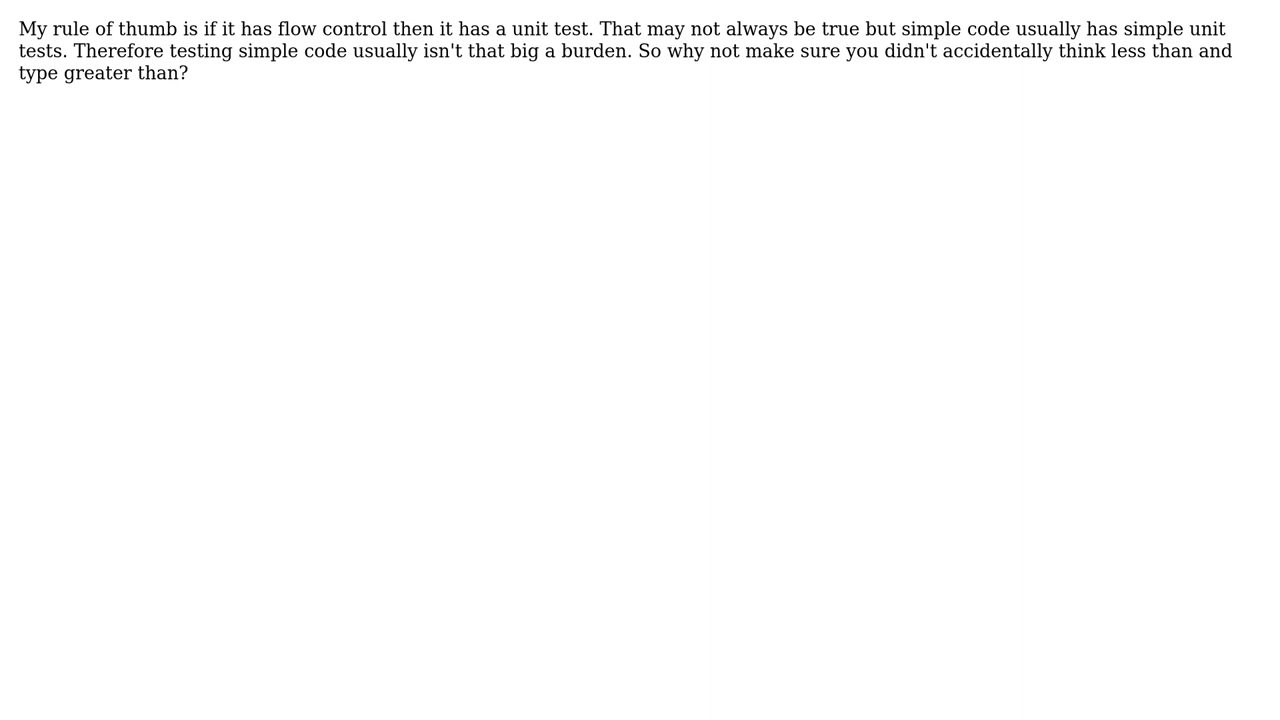 My rule of thumb is if it has flow control then it has a unit test. That may not always be true but simple code usually has simple unit
tests. Therefore testing simple code usually isn't that big a burden. So why not make sure you didn't accidentally think less than and
type greater than?